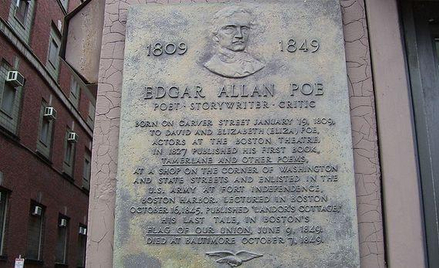 1809 1849
EDGAR ALLAN POE
POET · STORYWRITER · CRITIC
BORN ON CARVER STREET JANUARY 19, 1809,
TO DAVID AND ELIZABETH (ELIZA) POE,
ACTORS AT THE BOSTON THEATRE.
IN 1827 PUBLISHED HIS FIRST BOOK,
TAMERLANE AND OTHER POEMS,
AT A SHOP ON THE CORNER OF WASHINGTON
AND STATE STREETS AND ENLISTED IN THE
U.S. ARMY AT FORT INDEPENDENCE,
BOSTON HARBOR. LECTURED IN BOSTON
OCTOBER 16, 1845, PUBLISHED "LANDOR'S COTTAGE,"
HIS LAST TALE, IN BOSTON'S
FLAG OF OUR UNION, JUNE 9, 1849.
DIED AT BALTIMORE OCTOBER 7, 1849.